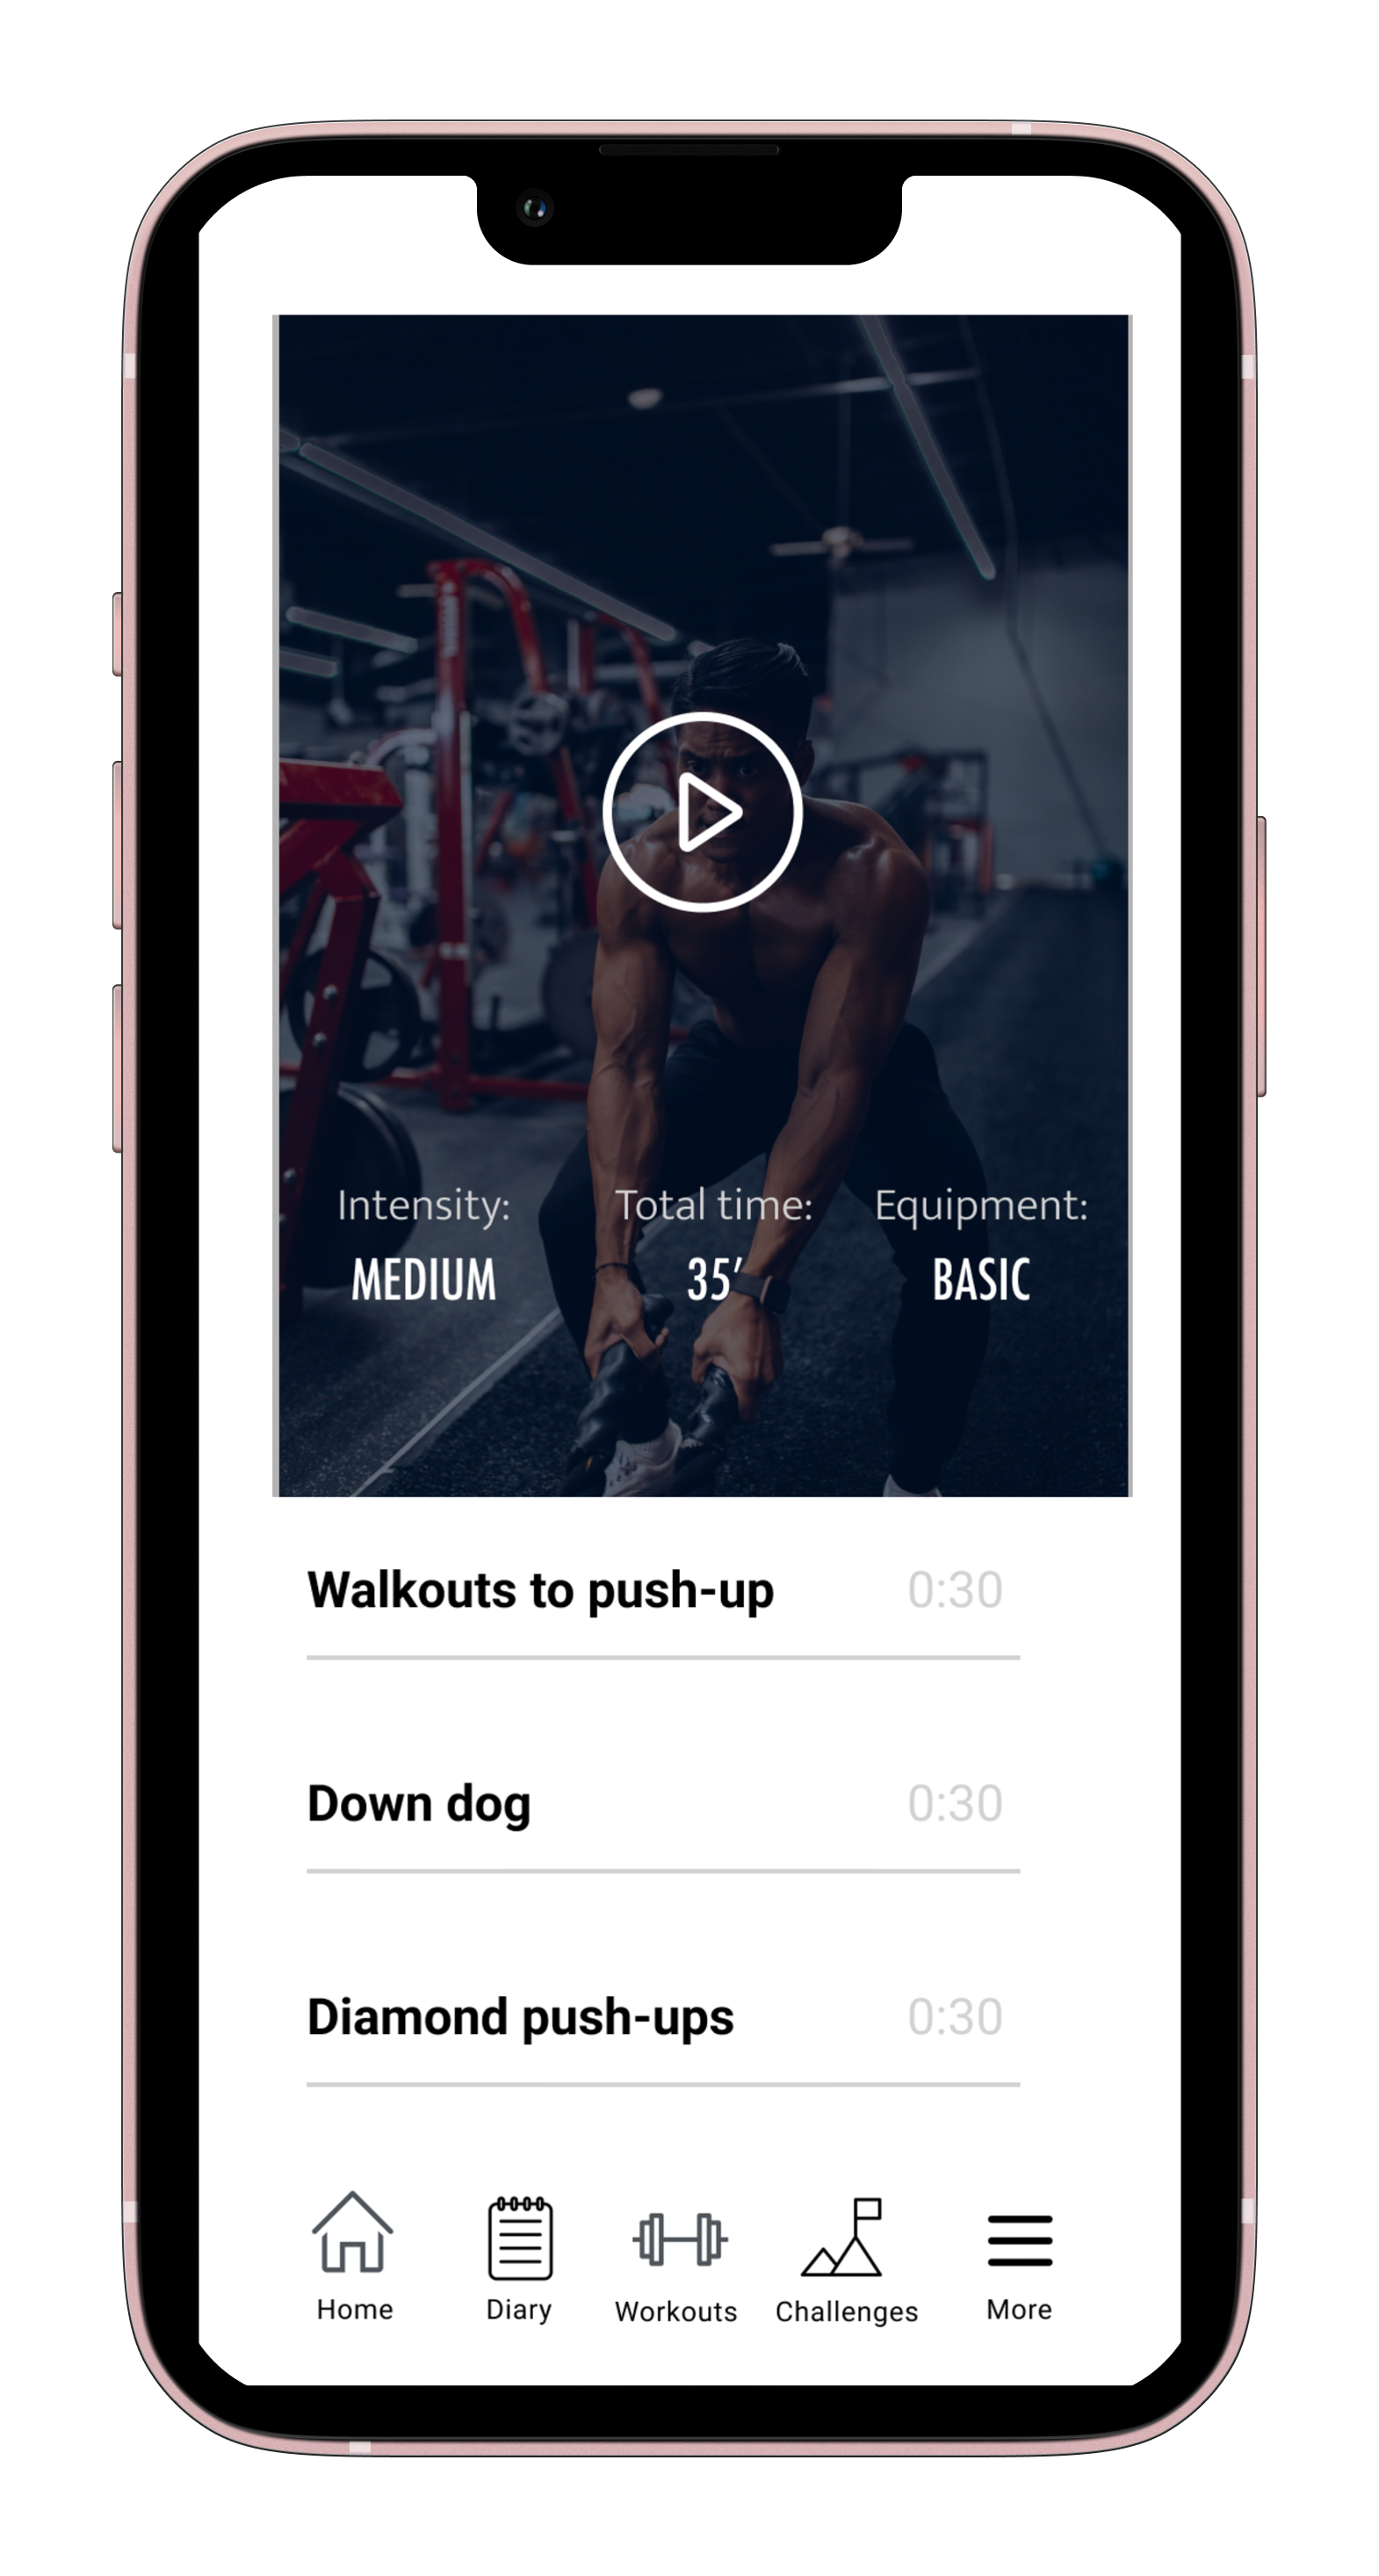 Intensity: Total time: Equipment:
MEDIUM 35’ BASIC
Walkouts to push-up 0:30
Down dog 0:30
Diamond push-ups 0:30
Home Diary Workouts Challenges More